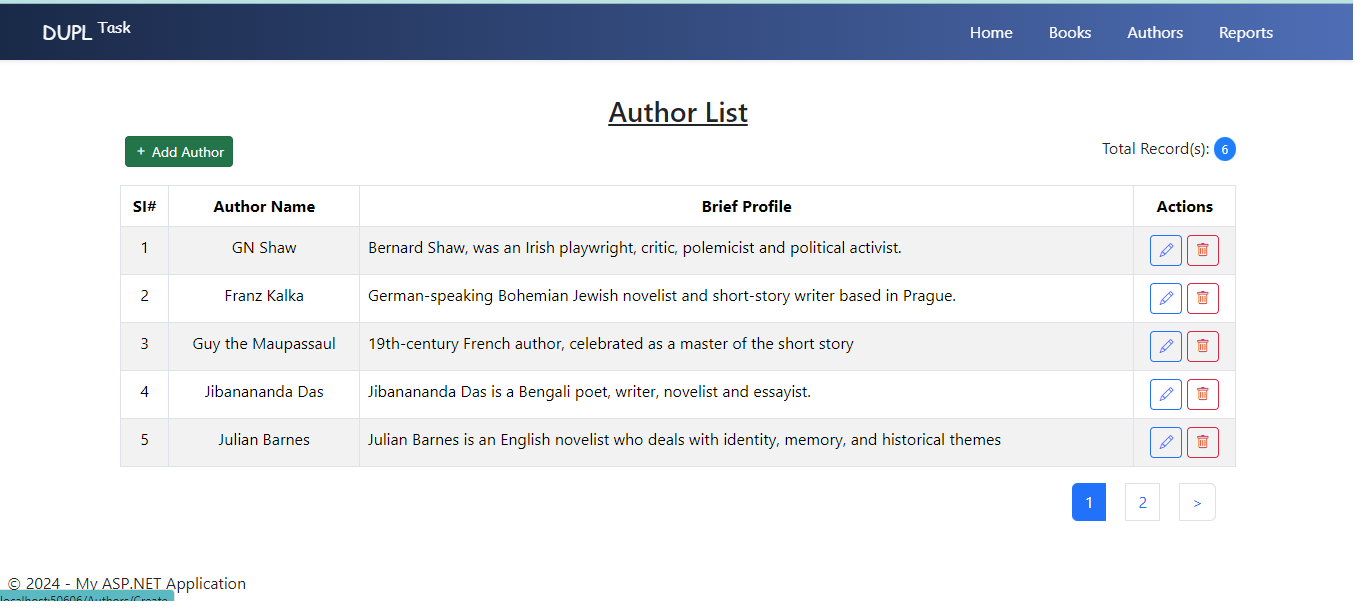 DUPL Task
Home Books Authors Reports
Author List
+ Add Author
Total Record(s): 6
SI# Author Name Brief Profile Actions
1 GN Shaw Bernard Shaw, was an Irish playwright, critic, polemicist and political activist.
2 Franz Kalka German-speaking Bohemian Jewish novelist and short-story writer based in Prague.
3 Guy the Maupassaul 19th-century French author, celebrated as a master of the short story
4 Jibanananda Das Jibanananda Das is a Bengali poet, writer, novelist and essayist.
5 Julian Barnes Julian Barnes is an English novelist who deals with identity, memory, and historical themes
1 2 >
© 2024 - My ASP.NET Application
localhost:50606/Authors/Create